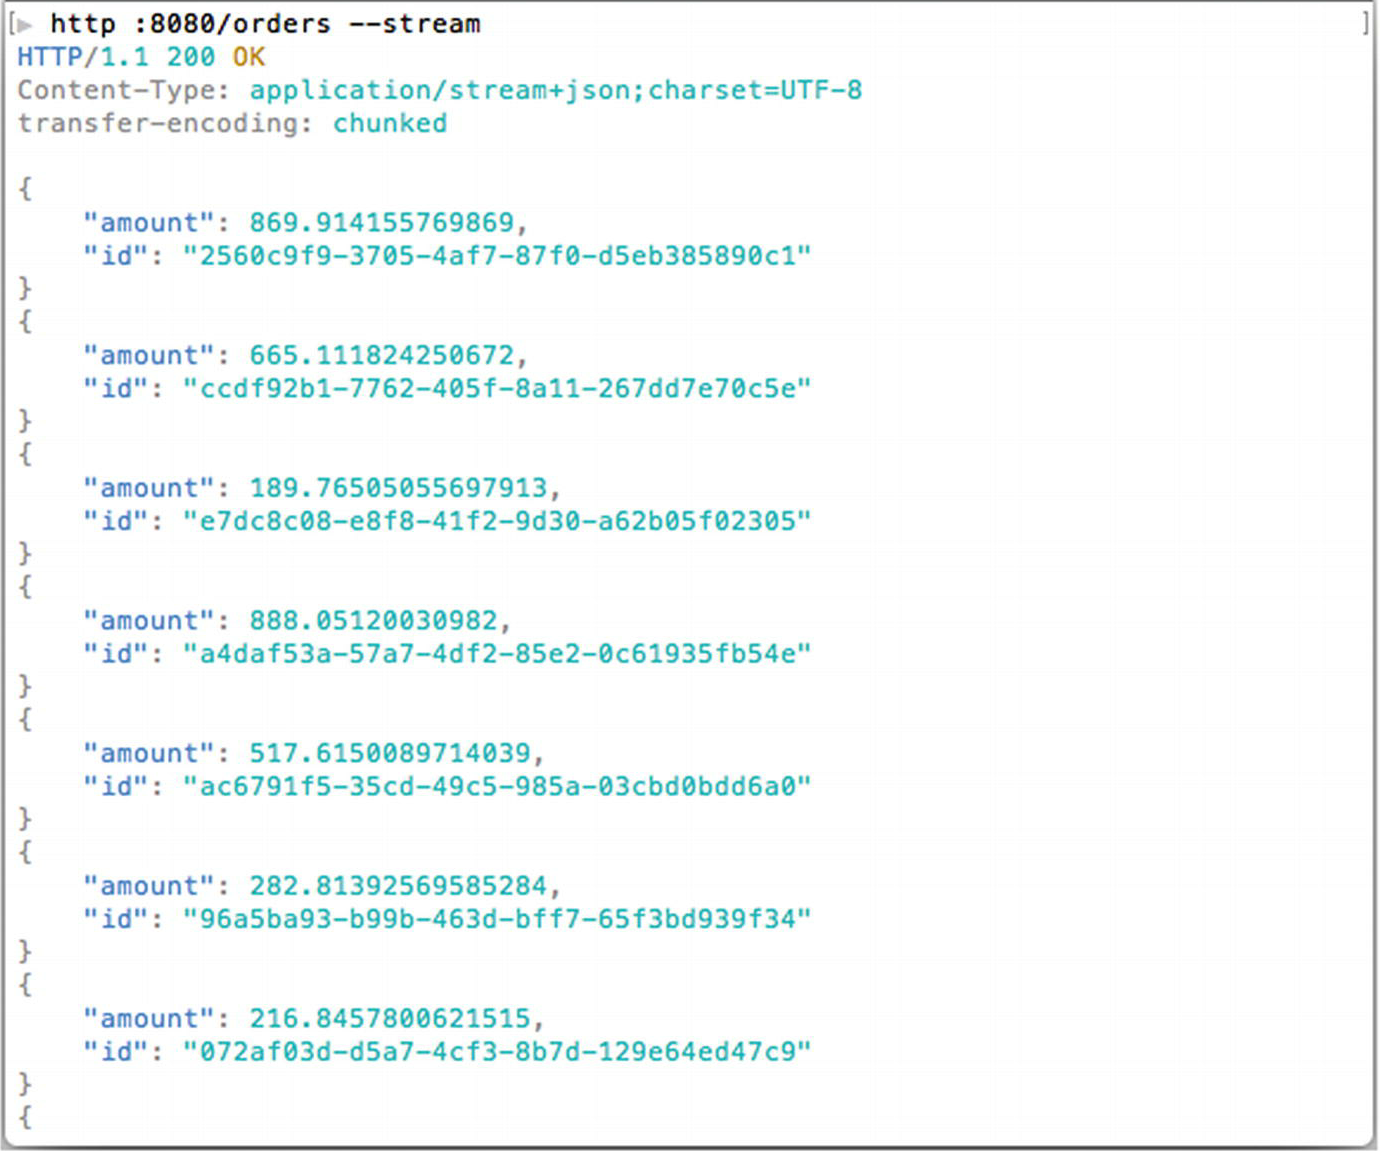 [▶ http :8080/orders --stream ]
HTTP/1.1 200 OK
Content-Type: application/stream+json;charset=UTF-8
transfer-encoding: chunked
{
"amount": 869.914155769869,
"id": "2560c9f9-3705-4af7-87f0-d5eb385890c1"
}
{
"amount": 665.111824250672,
"id": "ccdf92b1-7762-405f-8a11-267dd7e70c5e"
}
{
"amount": 189.76505055697913,
"id": "e7dc8c08-e8f8-41f2-9d30-a62b05f02305"
}
{
"amount": 888.05120030982,
"id": "a4daf53a-57a7-4df2-85e2-0c61935fb54e"
}
{
"amount": 517.6150089714039,
"id": "ac6791f5-35cd-49c5-985a-03cbd0bdd6a0"
}
{
"amount": 282.81392569585284,
"id": "96a5ba93-b99b-463d-bff7-65f3bd939f34"
}
{
"amount": 216.8457800621515,
"id": "072af03d-d5a7-4cf3-8b7d-129e64ed47c9"
}
{